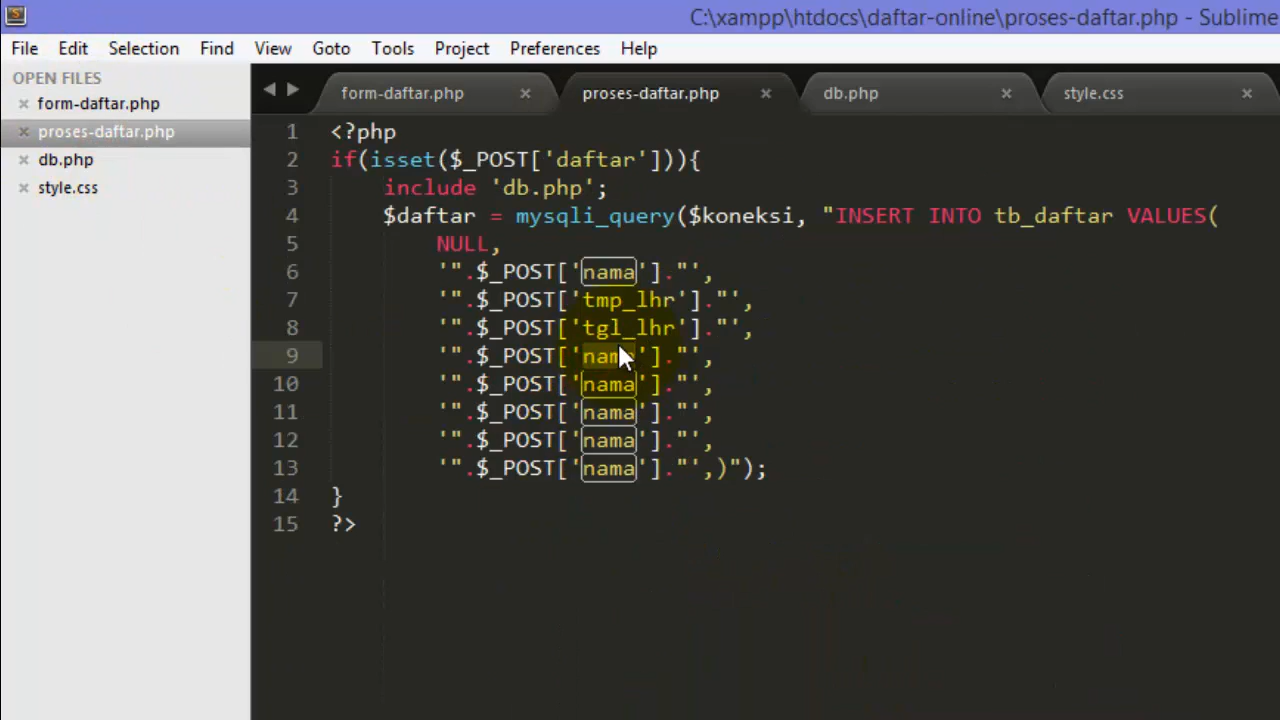 C:\xampp\htdocs\daftar-online\proses-daftar.php - Sublime
File Edit Selection Find View Goto Tools Project Preferences Help
OPEN FILES
form-daftar.php
proses-daftar.php
db.php
style.css
form-daftar.php proses-daftar.php db.php style.css
1 <?php
2 if(isset($_POST['daftar'])){
3 include 'db.php';
4 $daftar = mysqli_query($koneksi, "INSERT INTO tb_daftar VALUES(
5 NULL,
6 '".$_POST['nama']."',
7 '".$_POST['tmp_lhr']."',
8 '".$_POST['tgl_lhr']."',
9 '".$_POST['nama']."',
10 '".$_POST['nama']."',
11 '".$_POST['nama']."',
12 '".$_POST['nama']."',
13 '".$_POST['nama']."',)");
14 }
15 ?>